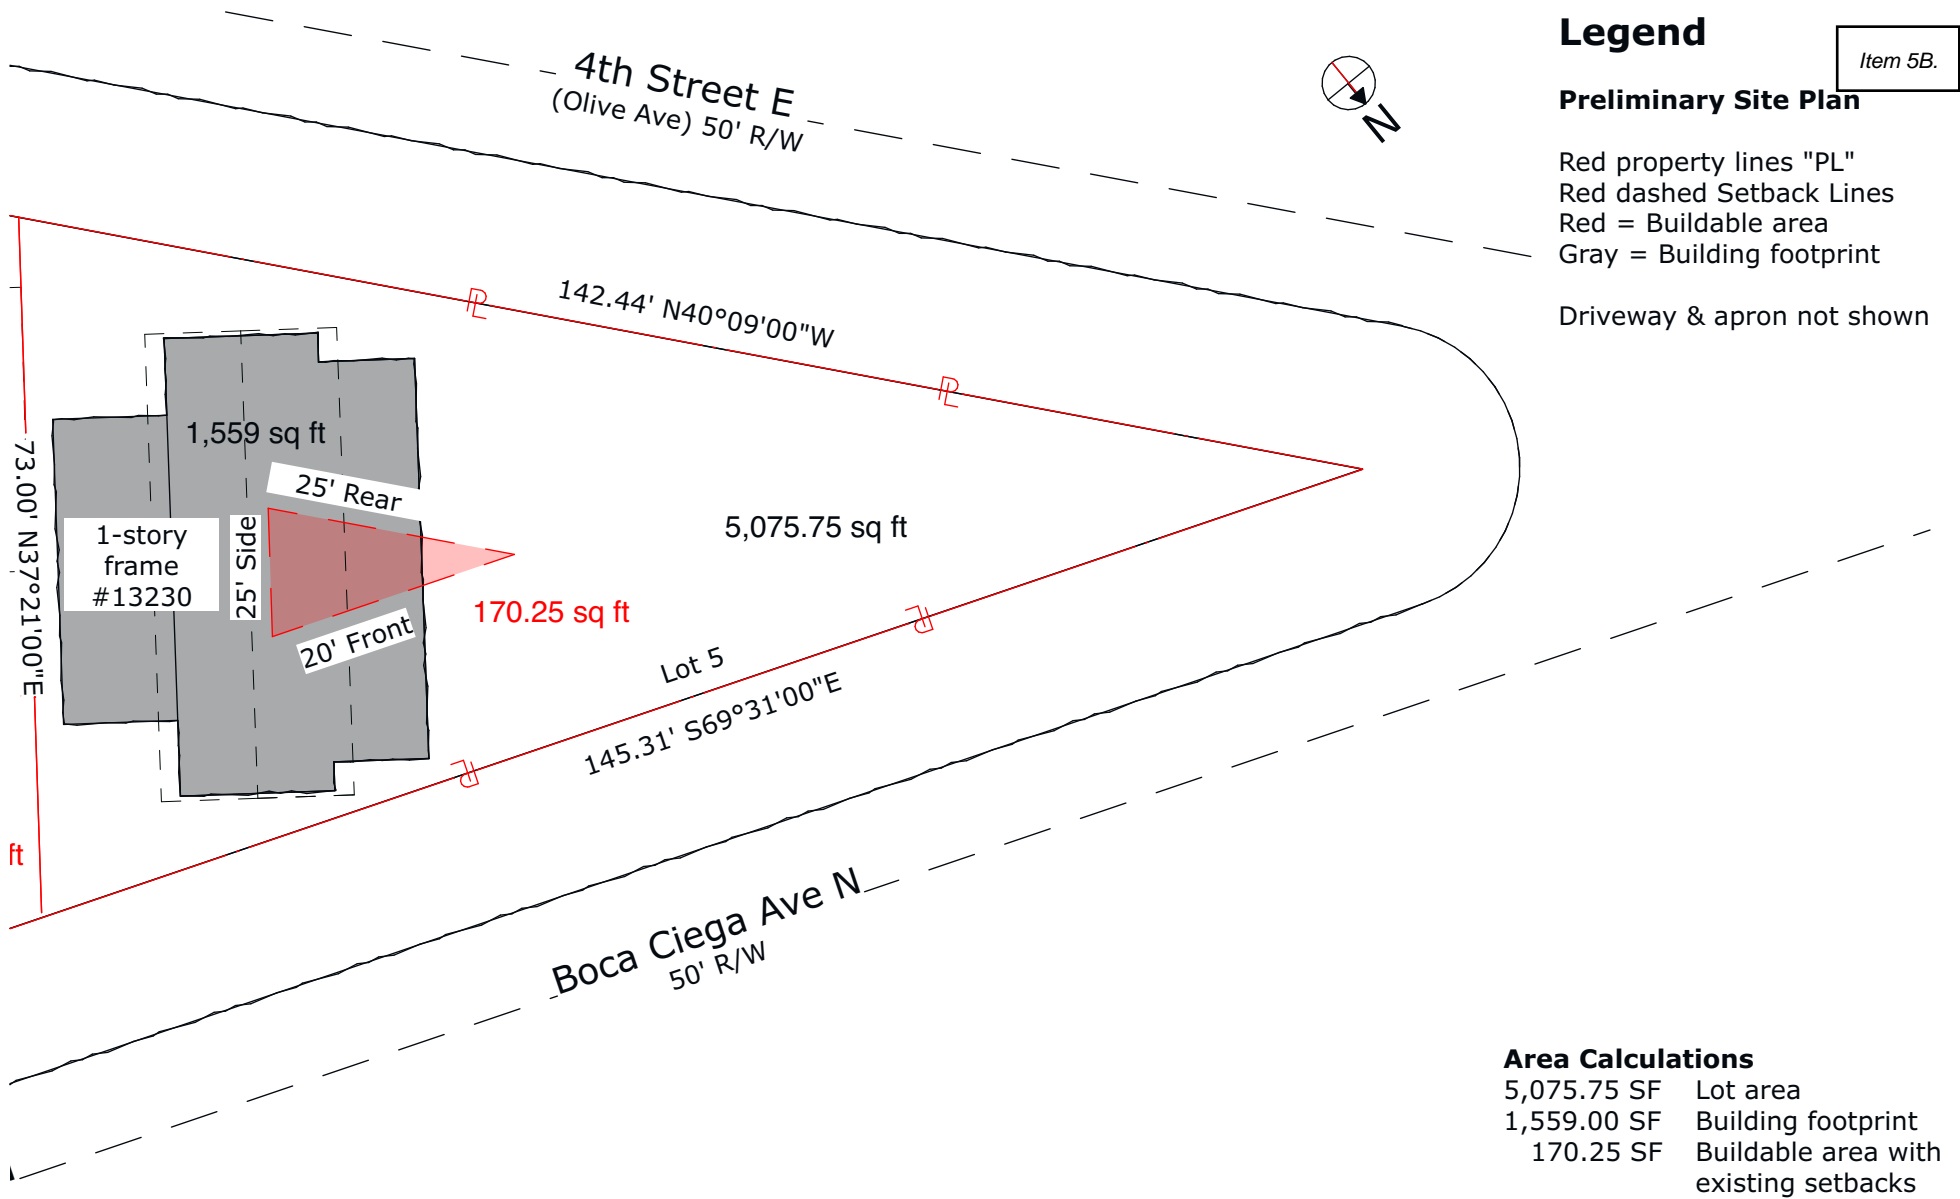 Legend
Item 5B.
Preliminary Site Plan
Red property lines "PL"
Red dashed Setback Lines
Red = Buildable area
Gray = Building footprint
Driveway & apron not shown
4th Street E
(Olive Ave) 50' R/W
N
PL
142.44' N40°09'00"W
PL
1,559 sq ft
25' Rear
73.00' N37°21'00"E
1-story
frame
#13230
25' Side
5,075.75 sq ft
170.25 sq ft
20' Front
PL
Lot 5
145.31' S69°31'00"E
PL
ft
Boca Ciega Ave N
50' R/W
Area Calculations
5,075.75 SF Lot area
1,559.00 SF Building footprint
170.25 SF Buildable area with
existing setbacks